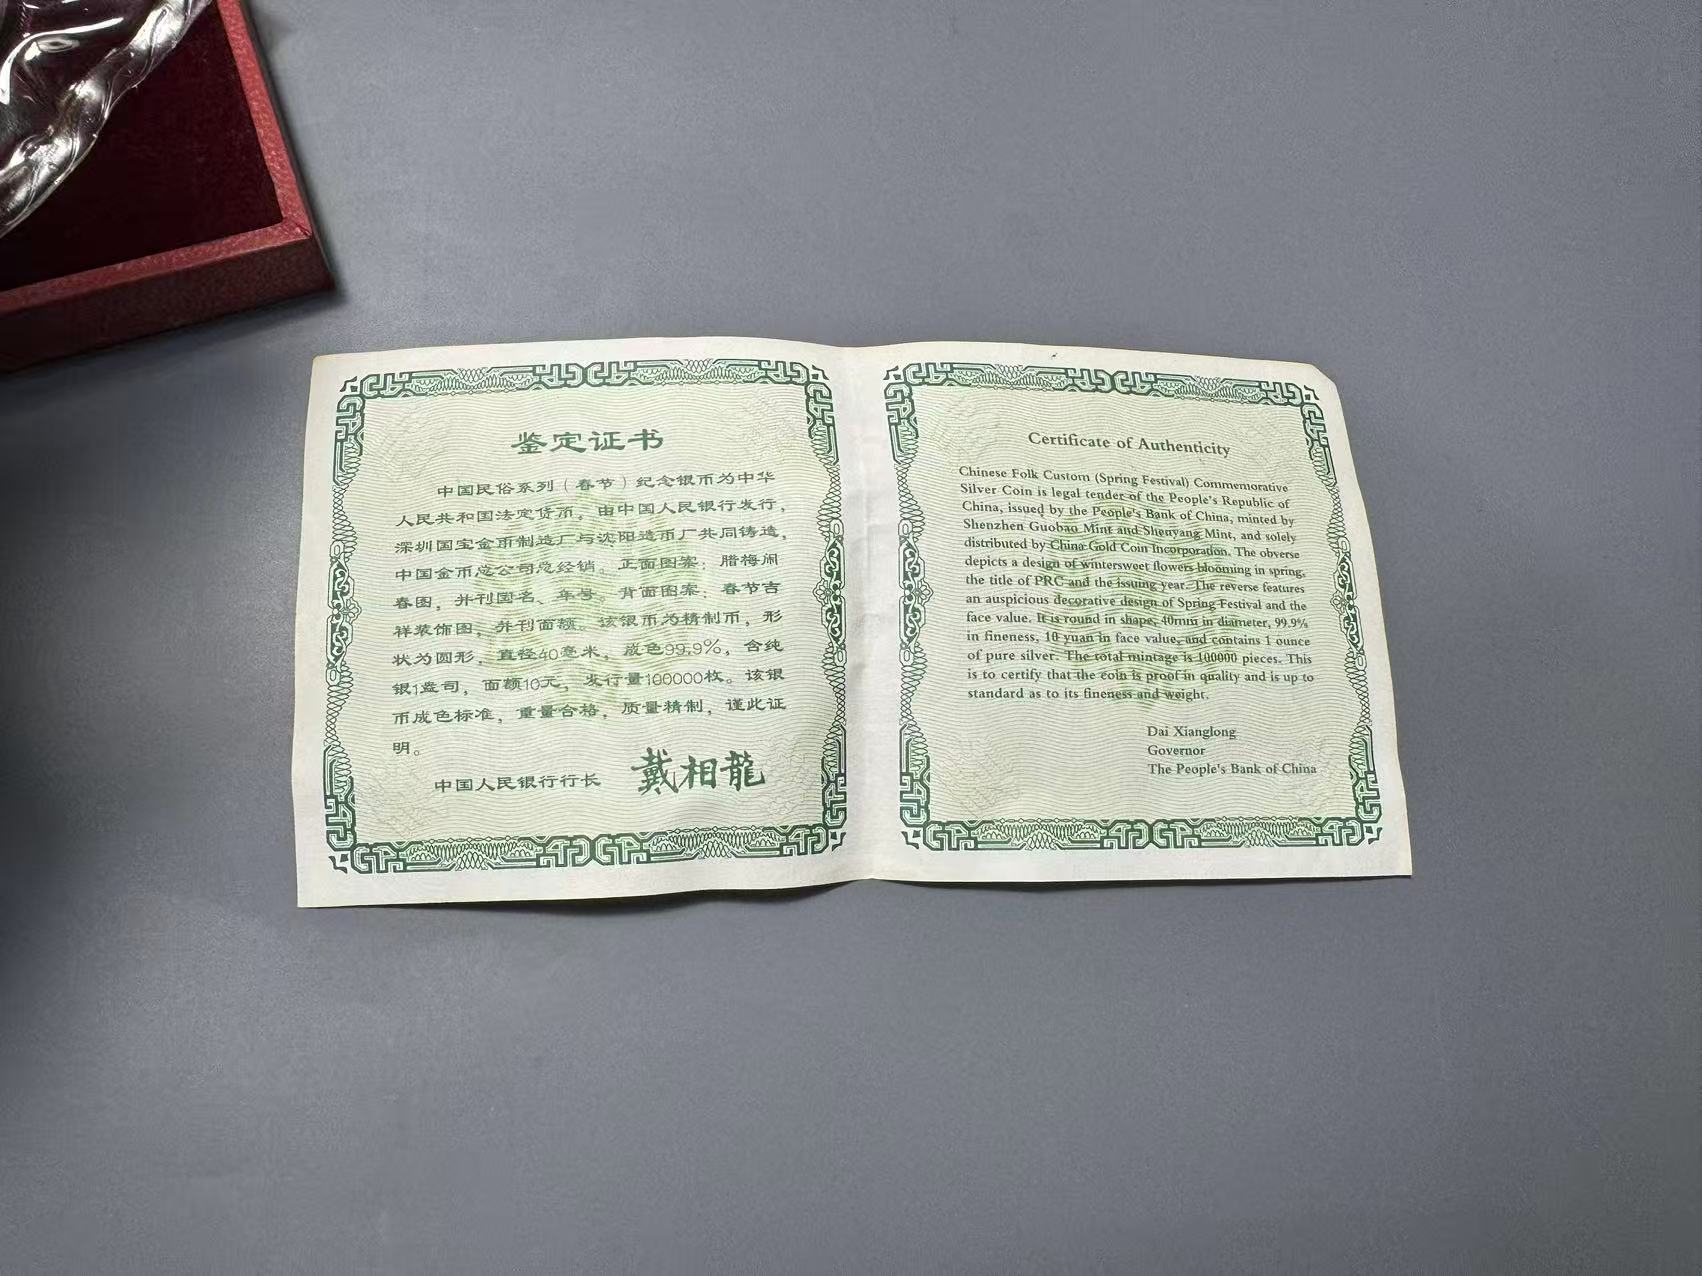 鉴定证书
中国民俗系列（春节）纪念银币为中华
人民共和国法定货币，由中国人民银行发行，
深圳国宝金币制造厂与沈阳造币厂共同铸造，
中国金币总公司总经销。正面图案：腊梅闹
春图，并刊国名、年号。背面图案：春节吉
祥装饰图，并刊面额。该银币为精制币，形
状为圆形，直径40毫米，成色99.9%，含纯
银1盎司，面额10元，发行量100000枚。该银
币成色标准，重量合格，质量精制，谨此证
明。
中国人民银行行长 戴相龍
Certificate of Authenticity
Chinese Folk Custom (Spring Festival) Commemorative
Silver Coin is legal tender of the People's Republic of
China, issued by the People's Bank of China, minted by
Shenzhen Guobao Mint and Shenyang Mint, and solely
distributed by China Gold Coin Incorporation. The obverse
depicts a design of wintersweet flowers blooming in spring,
the title of PRC and the issuing year. The reverse features
an auspicious decorative design of Spring Festival and the
face value. It is round in shape, 40mm in diameter, 99.9%
in fineness, 10 yuan in face value, and contains 1 ounce
of pure silver. The total mintage is 100000 pieces. This
is to certify that the coin is proof in quality and is up to
standard as to its fineness and weight.
Dai Xianglong
Governor
The People's Bank of China